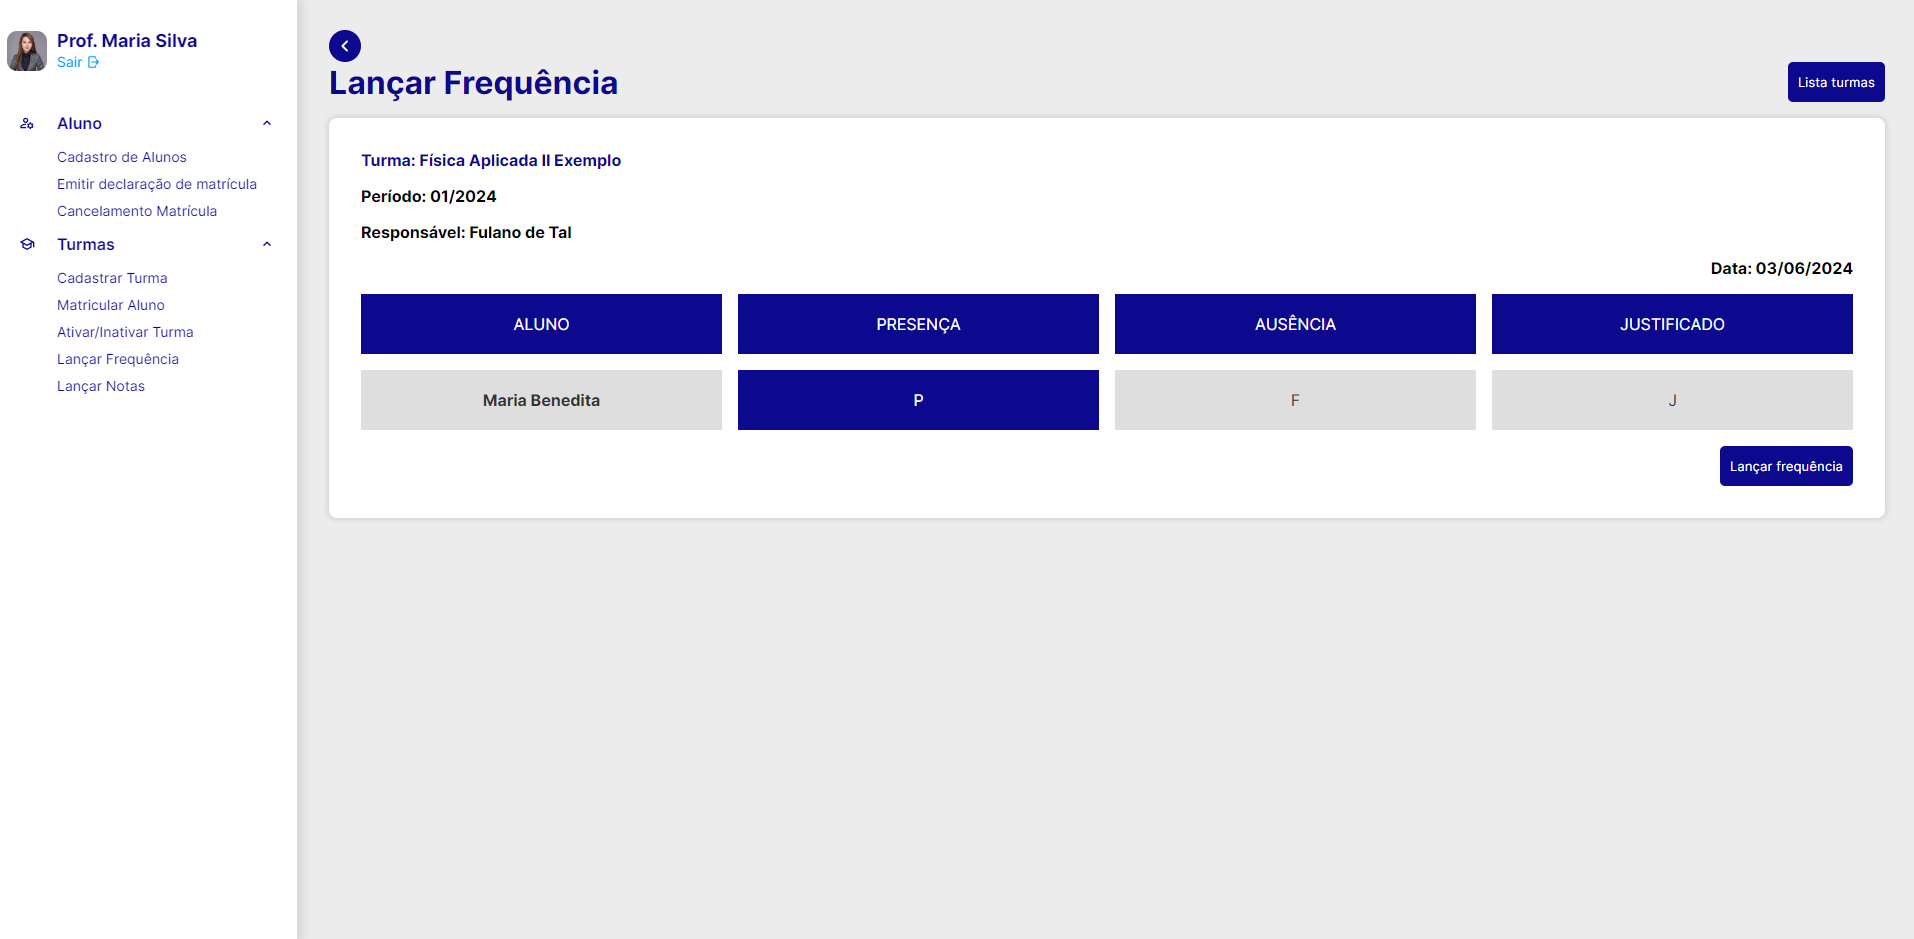 Prof. Maria Silva
Sair
Aluno
Cadastro de Alunos
Emitir declaração de matrícula
Cancelamento Matrícula
Turmas
Cadastrar Turma
Matricular Aluno
Ativar/Inativar Turma
Lançar Frequência
Lançar Notas
Lançar Frequência
Lista turmas
Turma: Física Aplicada II Exemplo
Período: 01/2024
Responsável: Fulano de Tal
Data: 03/06/2024
ALUNO PRESENÇA AUSÊNCIA JUSTIFICADO
Maria Benedita P F J
Lançar frequência